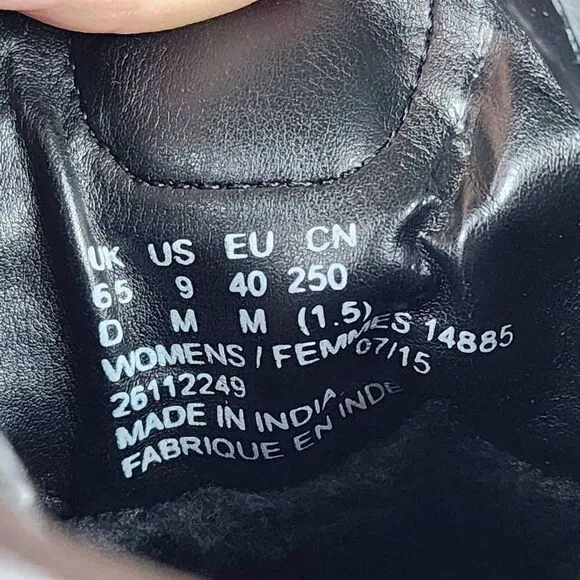 UK US EU CN
65 9 40 250
D M M (1.5)
WOMENS / FEMMES 14885
26112249 07/15
MADE IN INDIA
FABRIQUE EN INDE